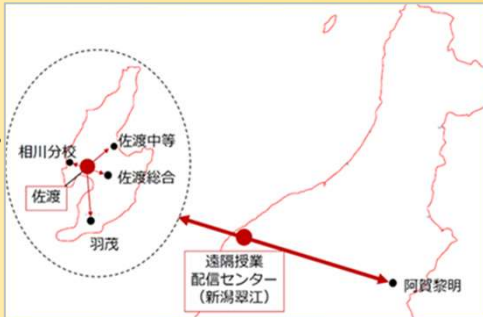 佐渡中等
相川分校
佐渡総合
佐渡
羽茂
遠隔授業
配信センター
（新潟翠江）
阿賀黎明